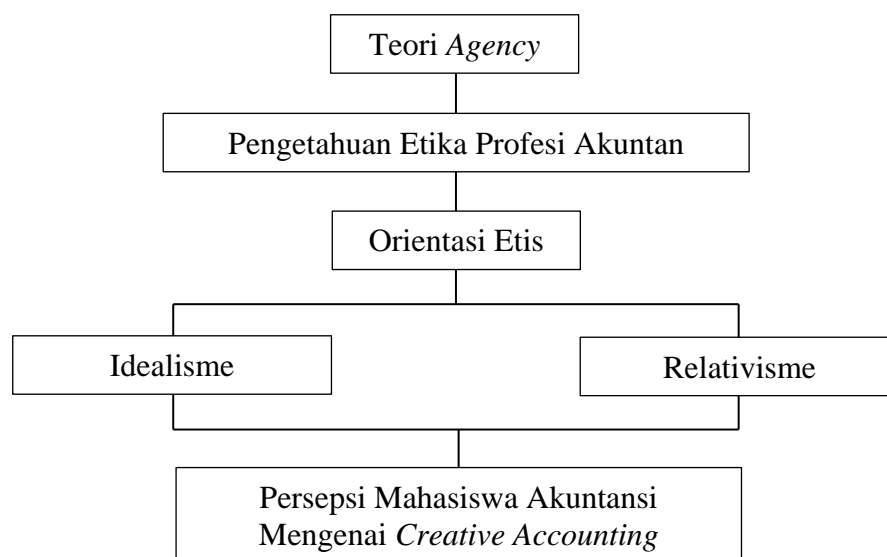 Teori Agency
Pengetahuan Etika Profesi Akuntan
Orientasi Etis
Idealisme
Relativisme
Persepsi Mahasiswa Akuntansi
Mengenai Creative Accounting